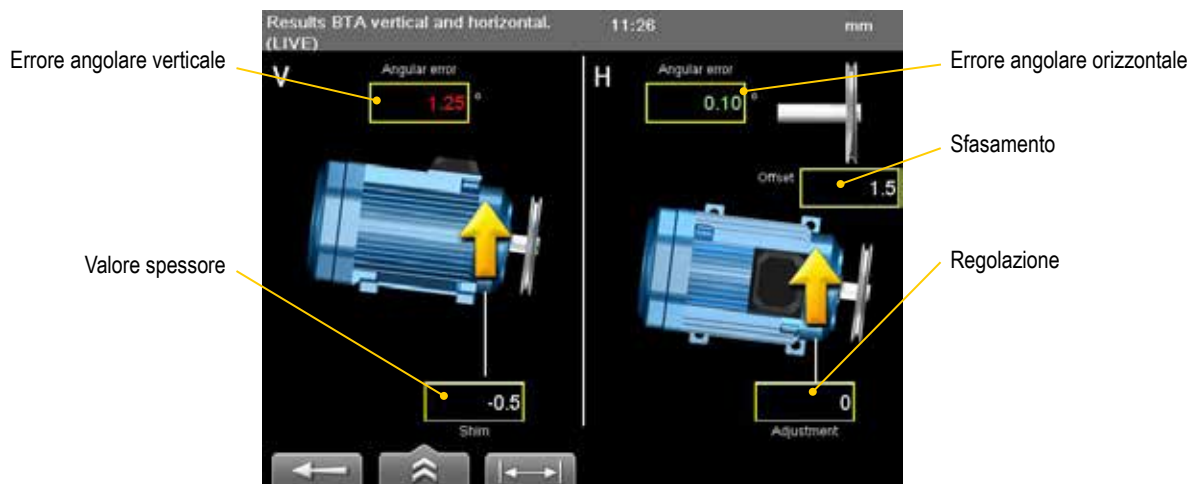 Results BTA vertical and horizontal. 11:26 mm
(LIVE)
Errore angolare verticale
V
Angular error
1.25 °
H
Angular error
0.10 °
Errore angolare orizzontale
Sfasamento
Offset
1.5
Valore spessore
Regolazione
-0.5
Shim
0
Adjustment